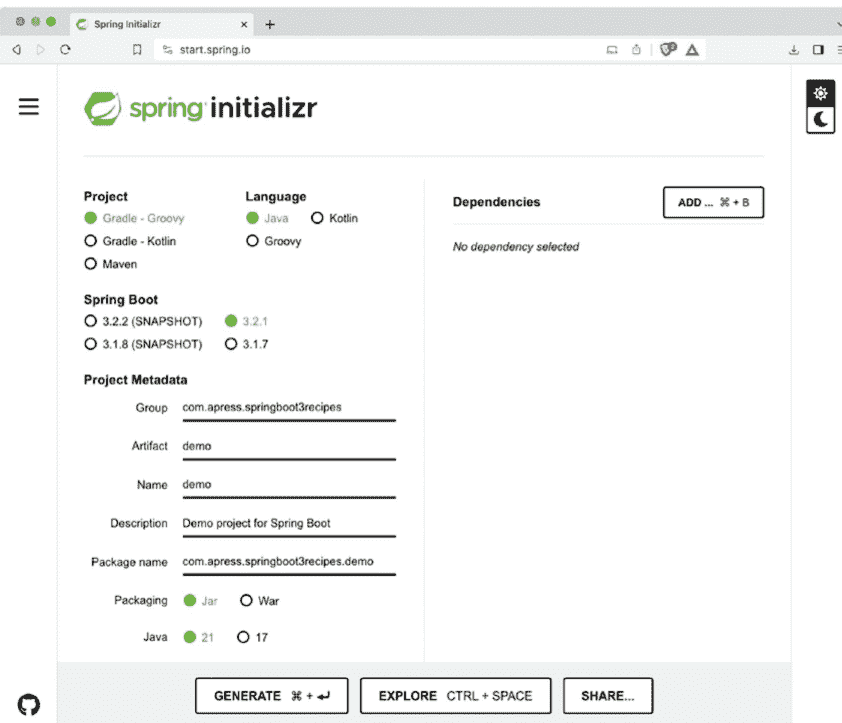 Spring Initializr
start.spring.io
spring initializr
Project
Gradle - Groovy
Gradle - Kotlin
Maven
Language
Java Kotlin
Groovy
Spring Boot
3.2.2 (SNAPSHOT) 3.2.1
3.1.8 (SNAPSHOT) 3.1.7
Project Metadata
Group com.apress.springboot3recipes
Artifact demo
Name demo
Description Demo project for Spring Boot
Package name com.apress.springboot3recipes.demo
Packaging Jar War
Java 21 17
Dependencies
ADD ... ⌘ + B
No dependency selected
GENERATE ⌘ + ↵ EXPLORE CTRL + SPACE SHARE...